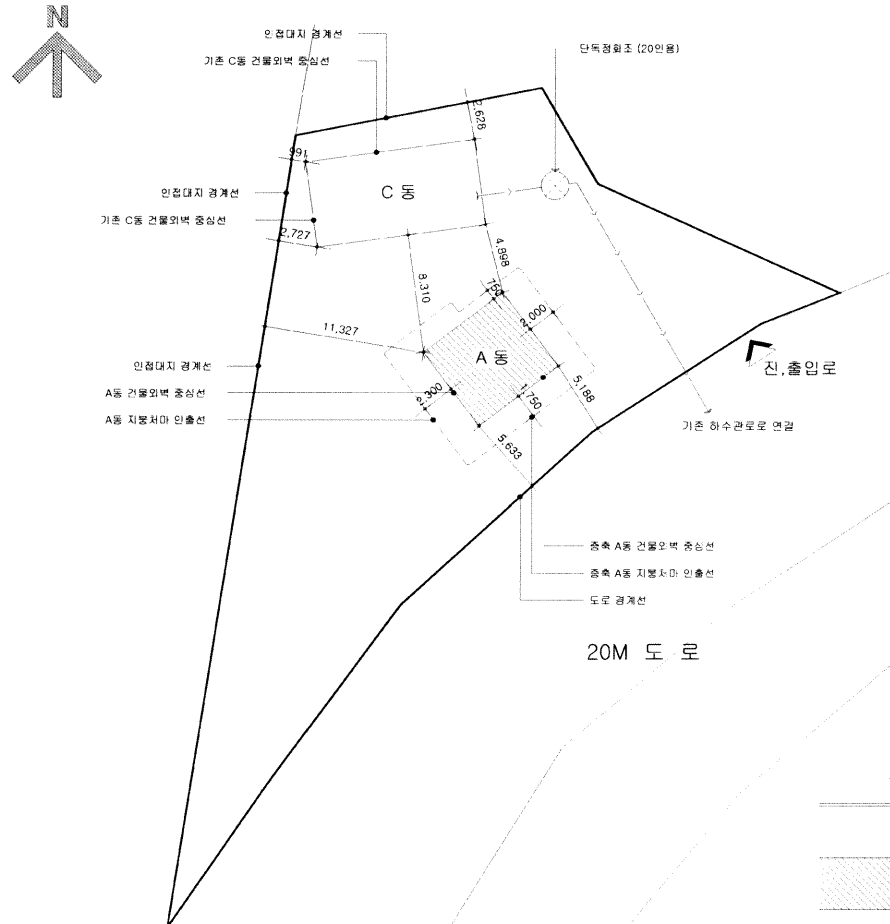 N
인접대지 경계선
기존 C동 건물외벽 중심선
단독정화조 (20인용)
2,628
991
C 동
인접대지 경계선
기존 C동 건물외벽 중심선
2,727
4,898
8,310
750
2,000
11,327
A 동
진,출입로
인접대지 경계선
5,188
A동 건물외벽 중심선
2,300
1,750
A동 지붕처마 인출선
기존 하수관로로 연결
5,633
증축 A동 건물외벽 중심선
증축 A동 지붕처마 인출선
도로 경계선
20M 도 로